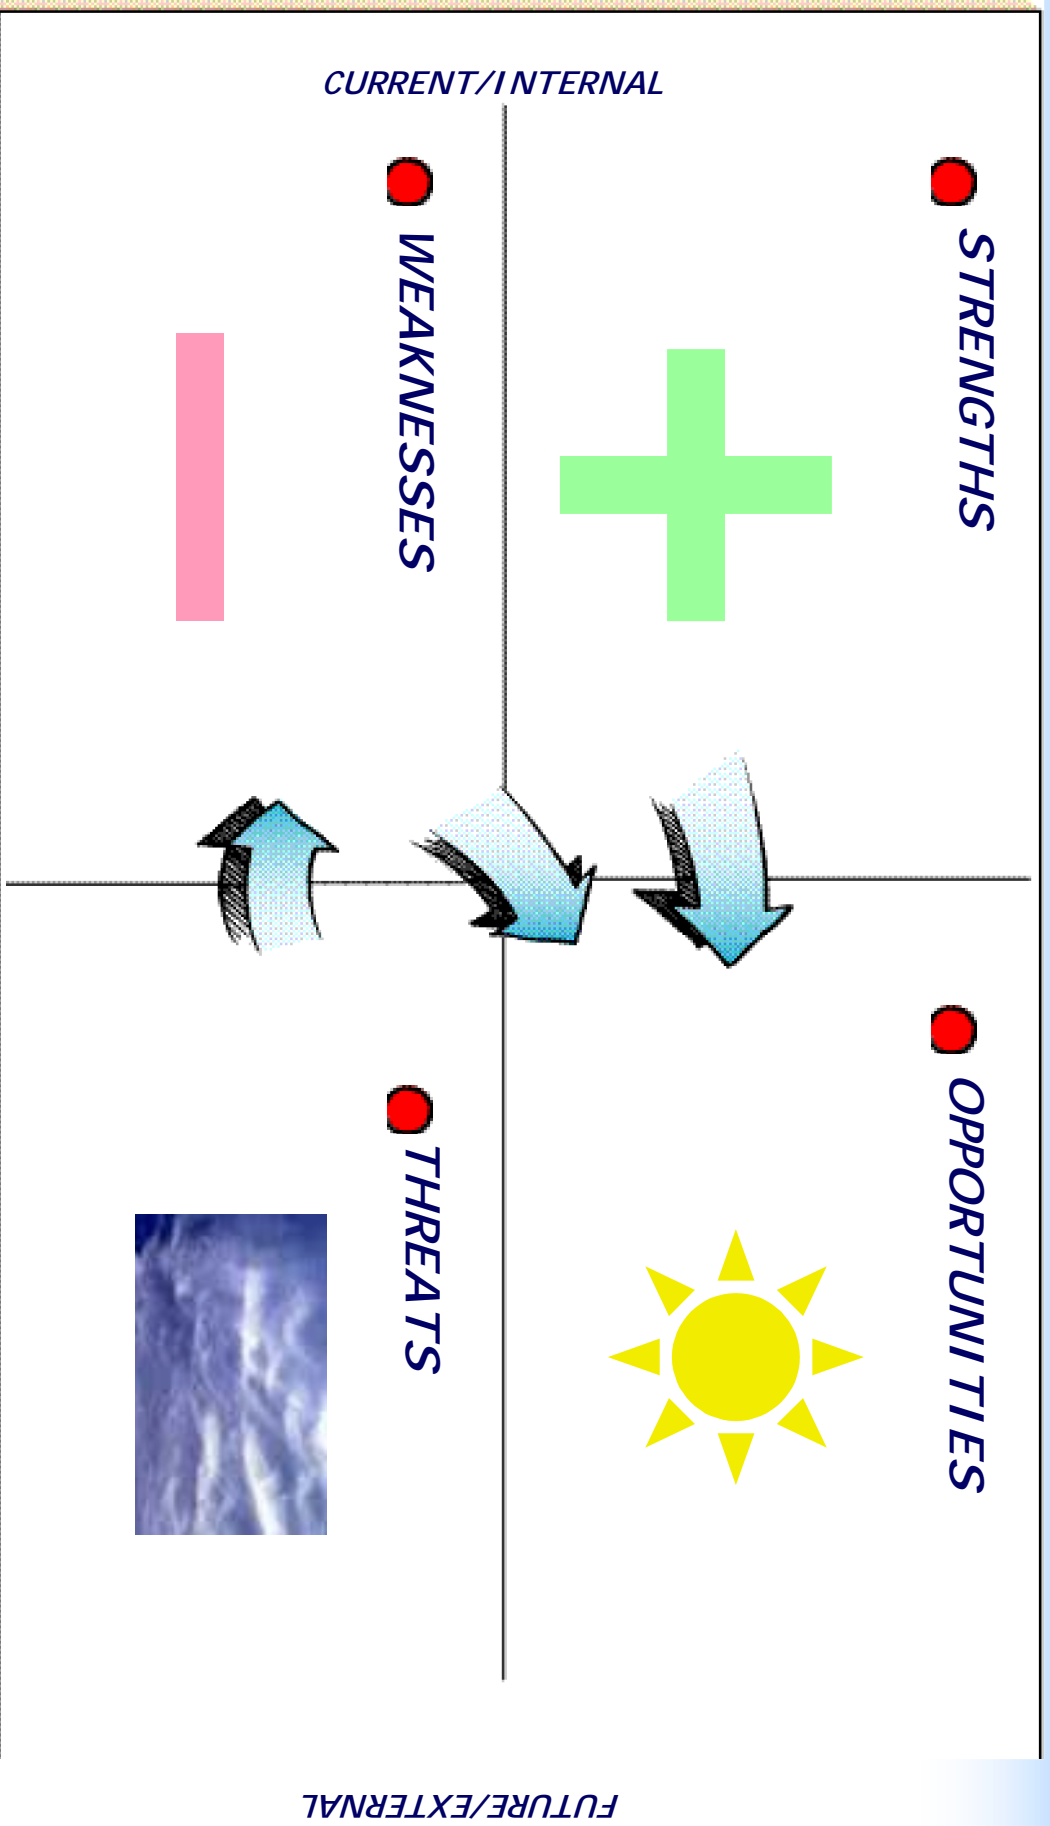 CURRENT/INTERNAL
STRENGTHS
WEAKNESSES
OPPORTUNITIES
THREATS
FUTURE/EXTERNAL